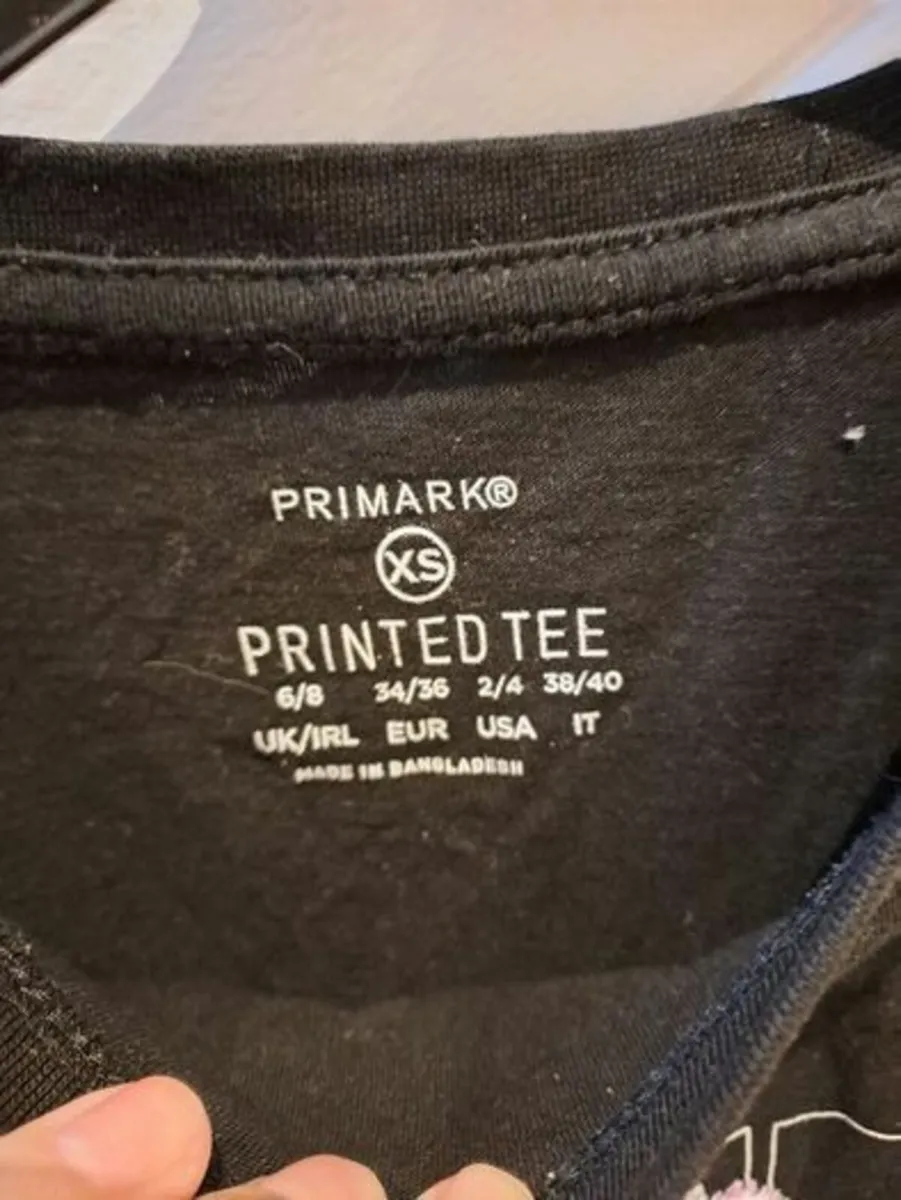 PRIMARK®
XS
PRINTED TEE
6/8 34/36 2/4 38/40
UK/IRL EUR USA IT
MADE IN BANGLADESH